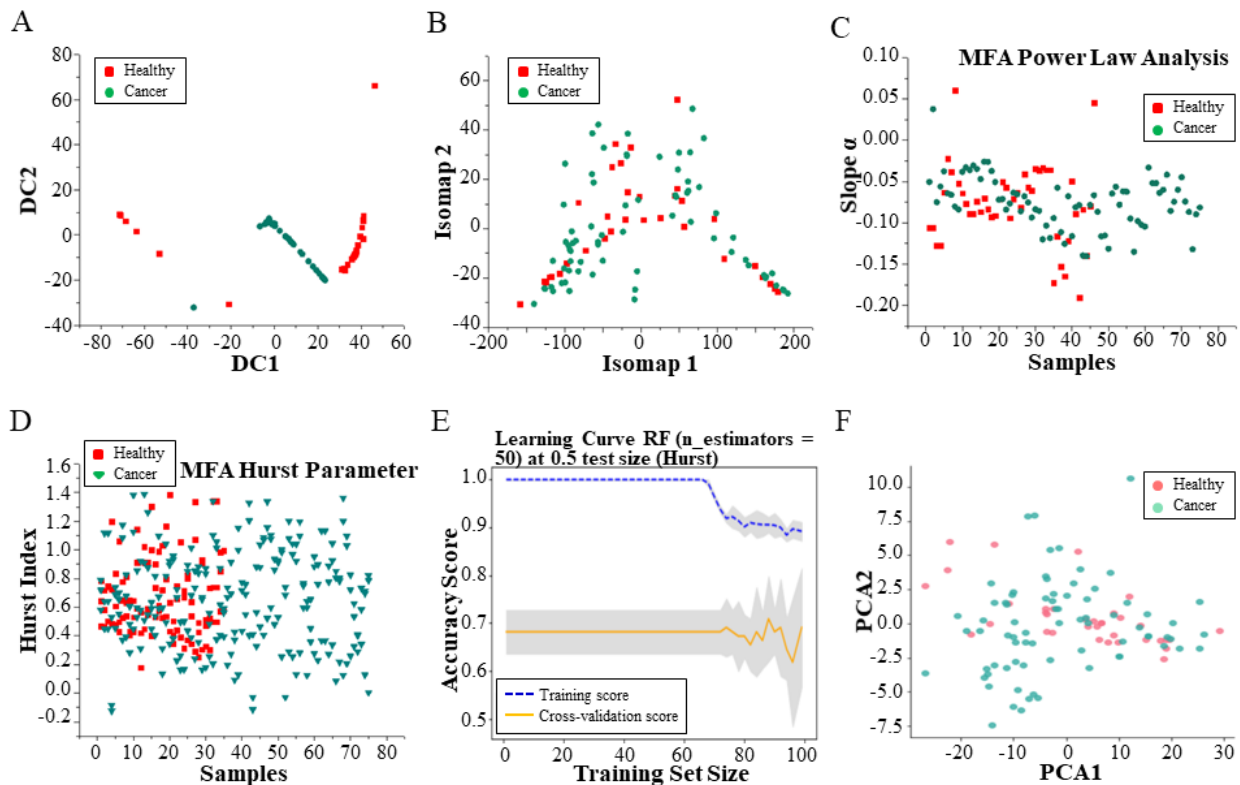 A
80
60
40
20
0
-20
-40
-80
-60
-40
-20
0
20
40
60
DC2
DC1
Healthy
Cancer
B
60
40
20
0
-20
-40
-200
-100
0
50
100
200
Isomap 2
Isomap 1
Healthy
Cancer
C
MFA Power Law Analysis
Healthy
Cancer
0.10
0.05
0.00
-0.05
-0.10
-0.15
-0.20
0
10
20
30
40
50
60
70
80
Slope α
Samples
D
Healthy
Cancer
MFA Hurst Parameter
1.6
1.4
1.2
1.0
0.8
0.6
0.4
0.2
0.0
-0.2
0
10
20
30
40
50
60
70
80
Hurst Index
Samples
E
Learning Curve RF (n_estimators =
50) at 0.5 test size (Hurst)
1.0
0.9
0.8
0.7
0.6
0.5
0
20
40
60
80
100
Accuracy Score
Training Set Size
Training score
Cross-validation score
F
Healthy
Cancer
10.0
7.5
5.0
2.5
0.0
-2.5
-5.0
-7.5
-20
-10
0
10
20
30
PCA2
PCA1